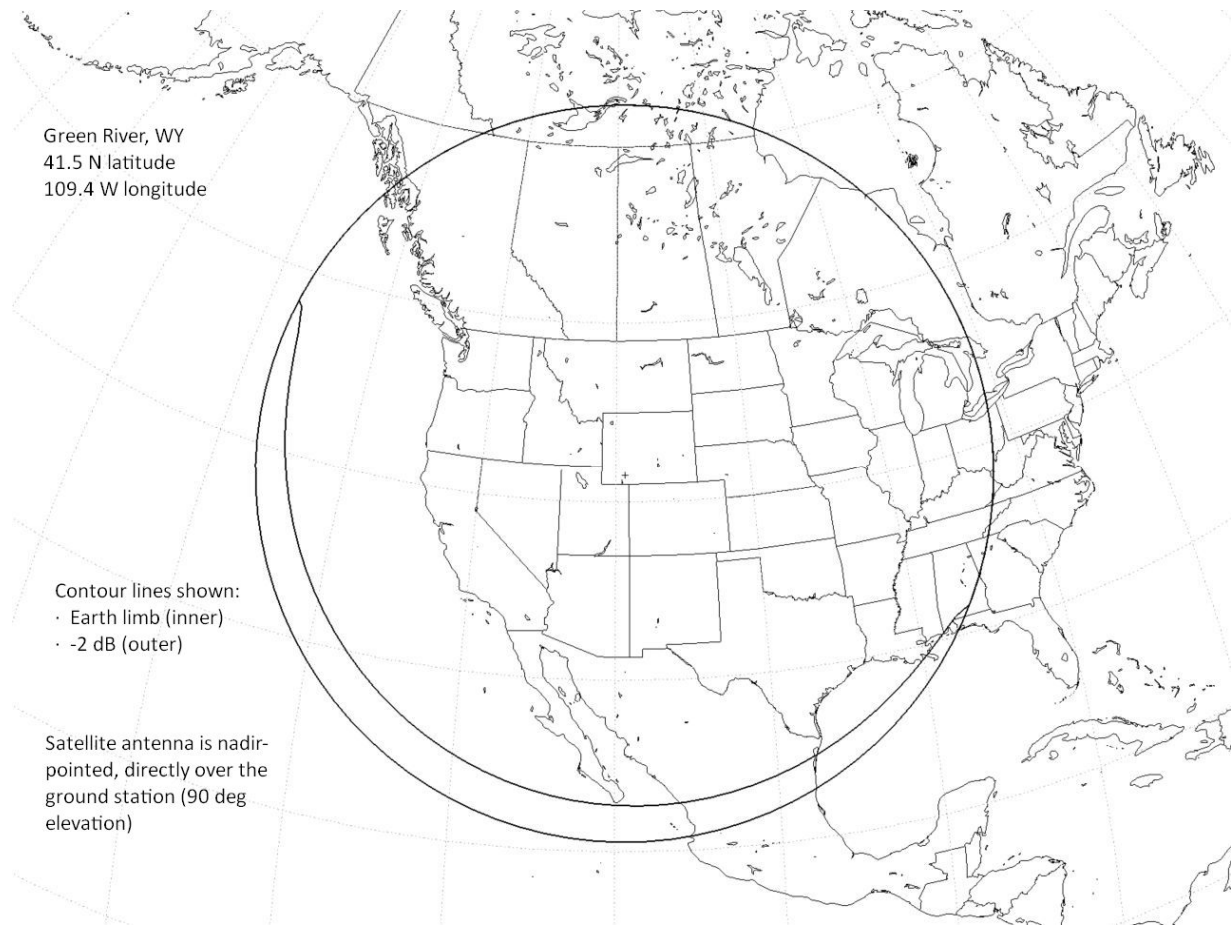 Green River, WY
41.5 N latitude
109.4 W longitude
Contour lines shown:
· Earth limb (inner)
· -2 dB (outer)
Satellite antenna is nadir-
pointed, directly over the
ground station (90 deg
elevation)